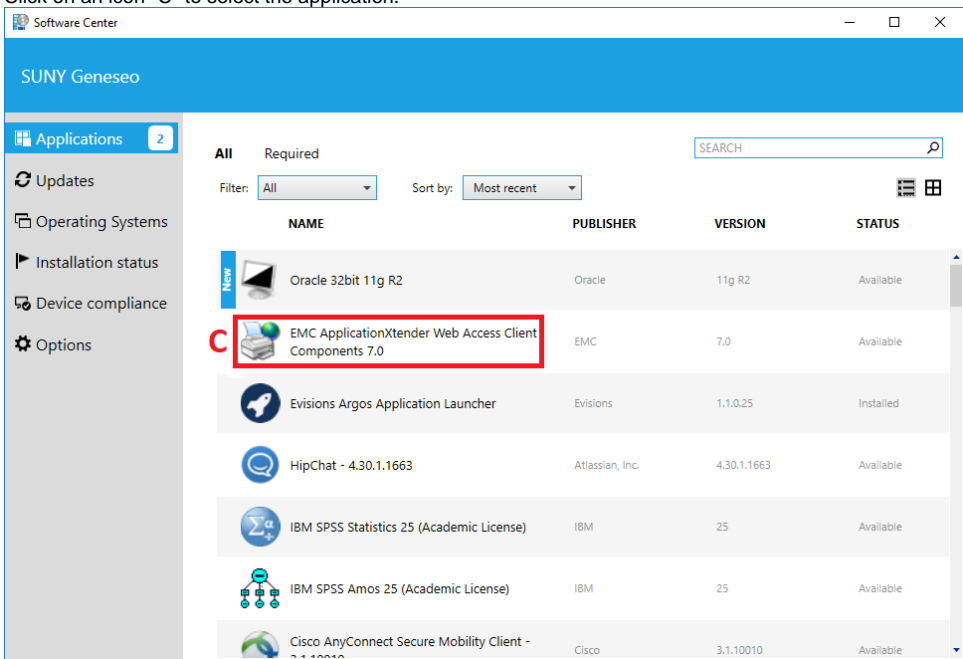 Click on an icon "C" to select the application.
Software Center
SUNY Geneseo
Applications 2
Updates
Operating Systems
Installation status
Device compliance
Options
All Required
SEARCH
Filter: All Sort by: Most recent
NAME PUBLISHER VERSION STATUS
New Oracle 32bit 11g R2 Oracle 11g R2 Available
C EMC ApplicationXtender Web Access Client
Components 7.0 EMC 7.0 Available
Evisions Argos Application Launcher Evisions 1.1.0.25 Installed
HipChat - 4.30.1.1663 Atlassian, Inc. 4.30.1.1663 Available
Σα+ IBM SPSS Statistics 25 (Academic License) IBM 25 Available
IBM SPSS Amos 25 (Academic License) IBM 25 Available
Cisco AnyConnect Secure Mobility Client -
3.1.10010 Cisco 3.1.10010 Available